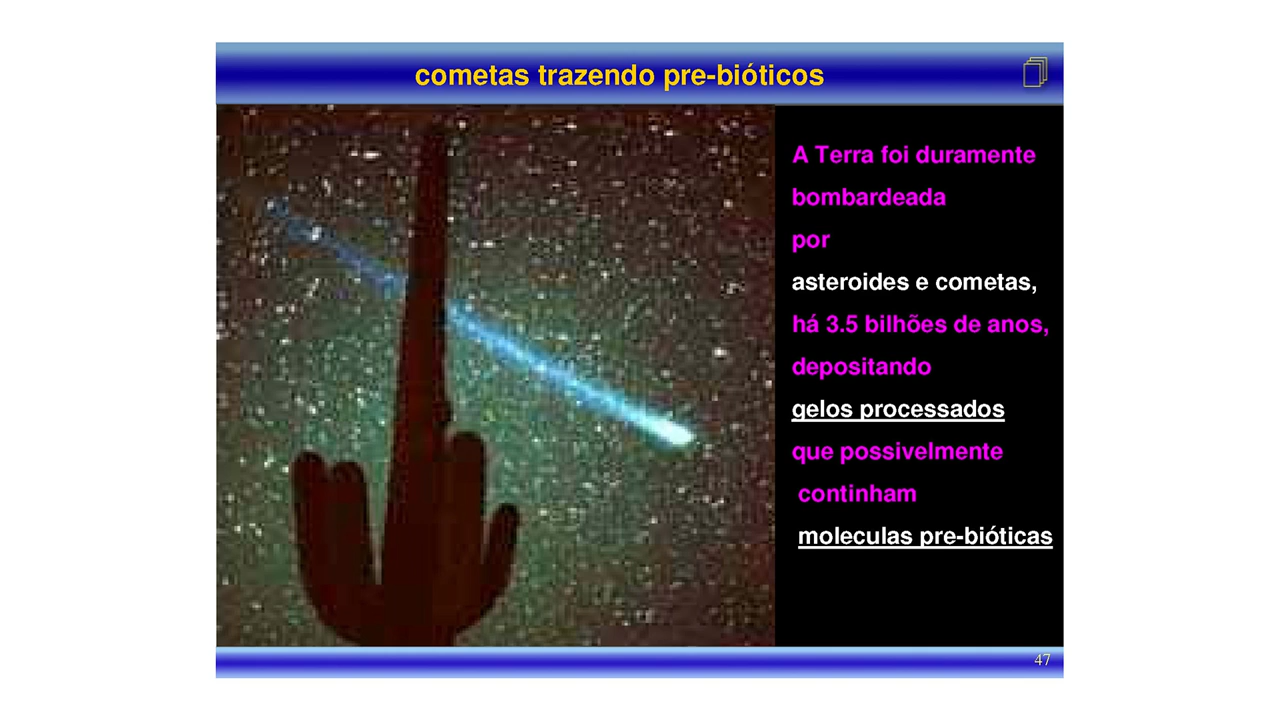 cometas trazendo pre-bióticos
A Terra foi duramente
bombardeada
por
asteroides e cometas,
há 3.5 bilhões de anos,
depositando
gelos processados
que possivelmente
continham
moleculas pre-bióticas
47